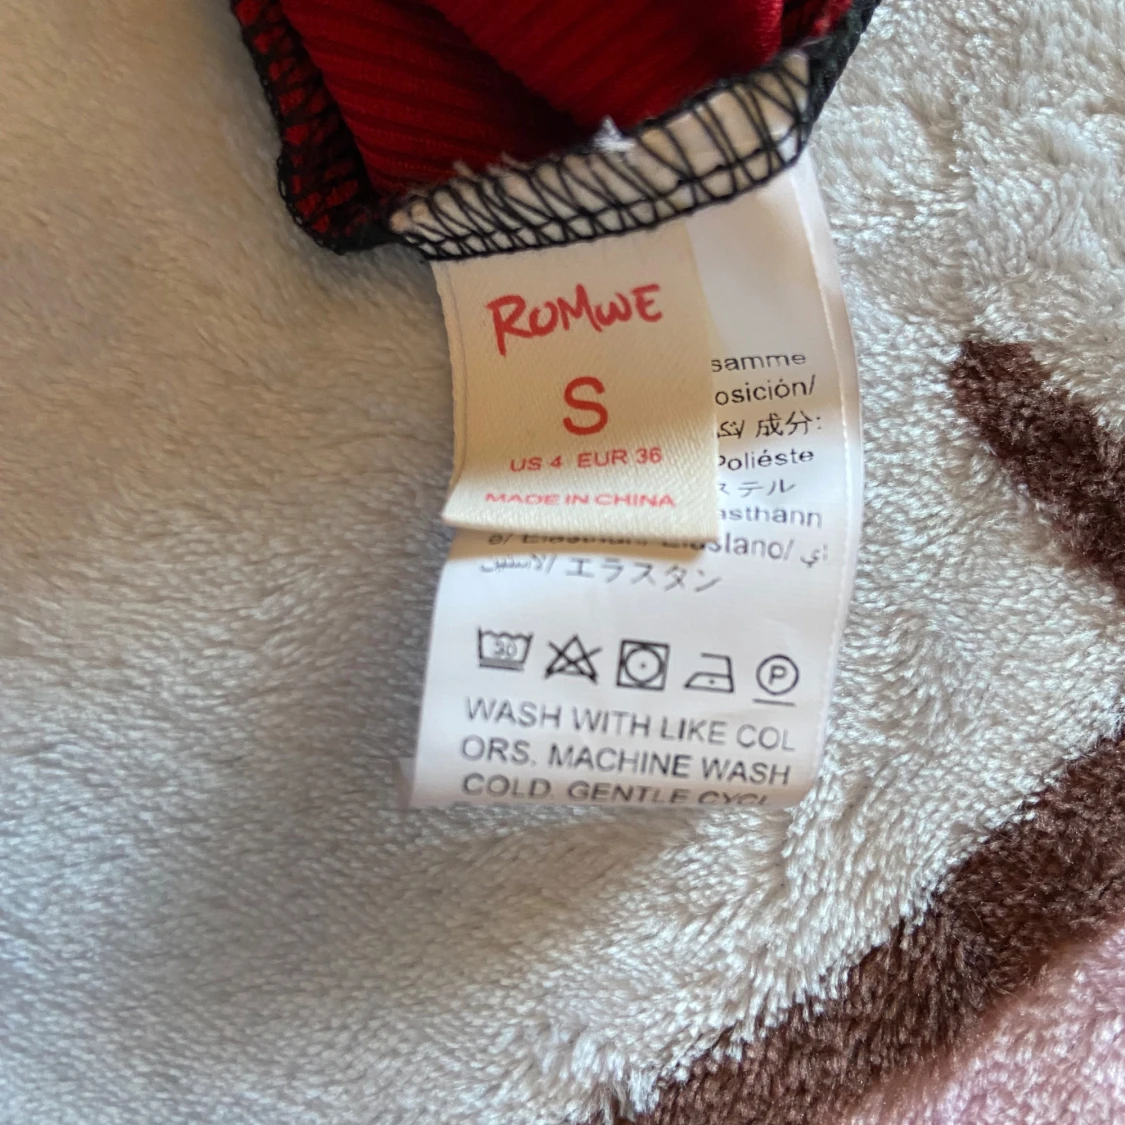 ROMWE
S
US 4 EUR 36
MADE IN CHINA
samme
osición/
成分:
Poliéste
ステル
asthann
エラスタン
30
P
WASH WITH LIKE COL
ORS. MACHINE WASH
COLD. GENTLE CYCL